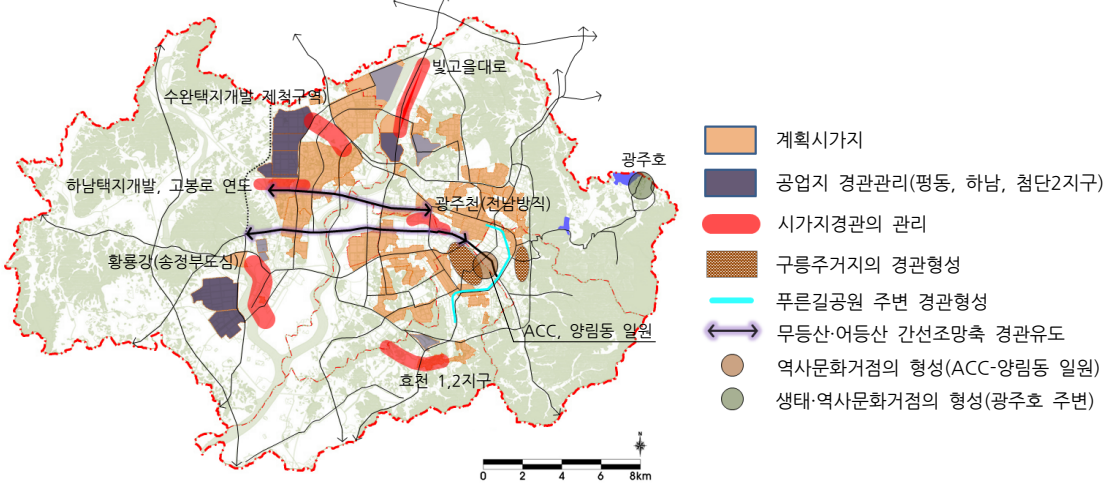 빛고을대로
수완택지개발 제척구역)
광주호
하남택지개발, 고봉로 연도
광주천(전남방직)
황룡강(송정부도심)
ACC, 양림동 일원
효천 1,2지구
계획시가지
공업지 경관관리(평동, 하남, 첨단2지구)
시가지경관의 관리
구릉주거지의 경관형성
푸른길공원 주변 경관형성
무등산·어등산 간선조망축 경관유도
역사문화거점의 형성(ACC-양림동 일원)
생태·역사문화거점의 형성(광주호 주변)
N
0 2 4 6 8km